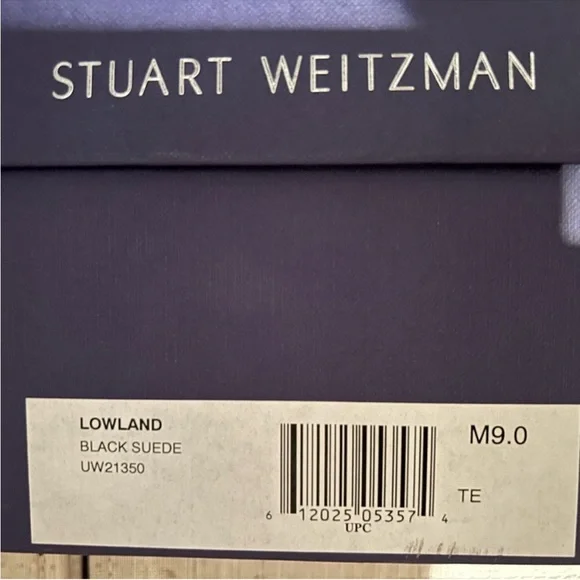 STUART WEITZMAN
LOWLAND
BLACK SUEDE
UW21350
M9.0
TE
6 12025 05357 4
UPC